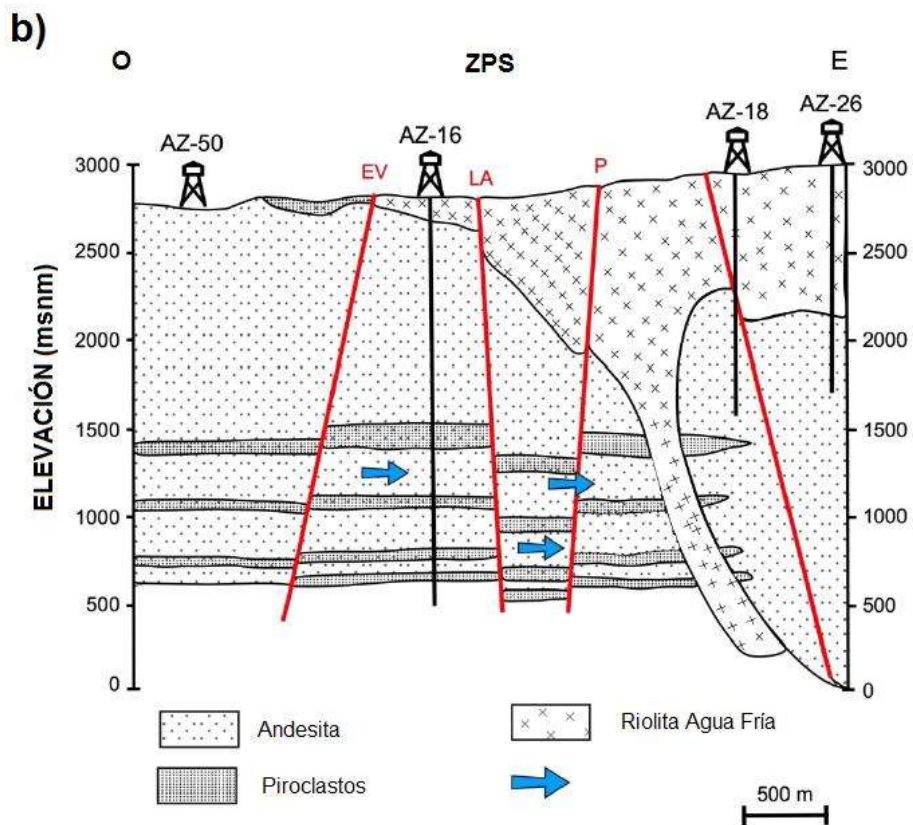 b)
O ZPS E
AZ-50 AZ-16 AZ-18 AZ-26
EV LA P
ELEVACIÓN (msnm)
3000 3000
2500 2500
2000 2000
1500 1500
1000 1000
500 500
0 0
Andesita
Riolita Agua Fría
Piroclastos
500 m